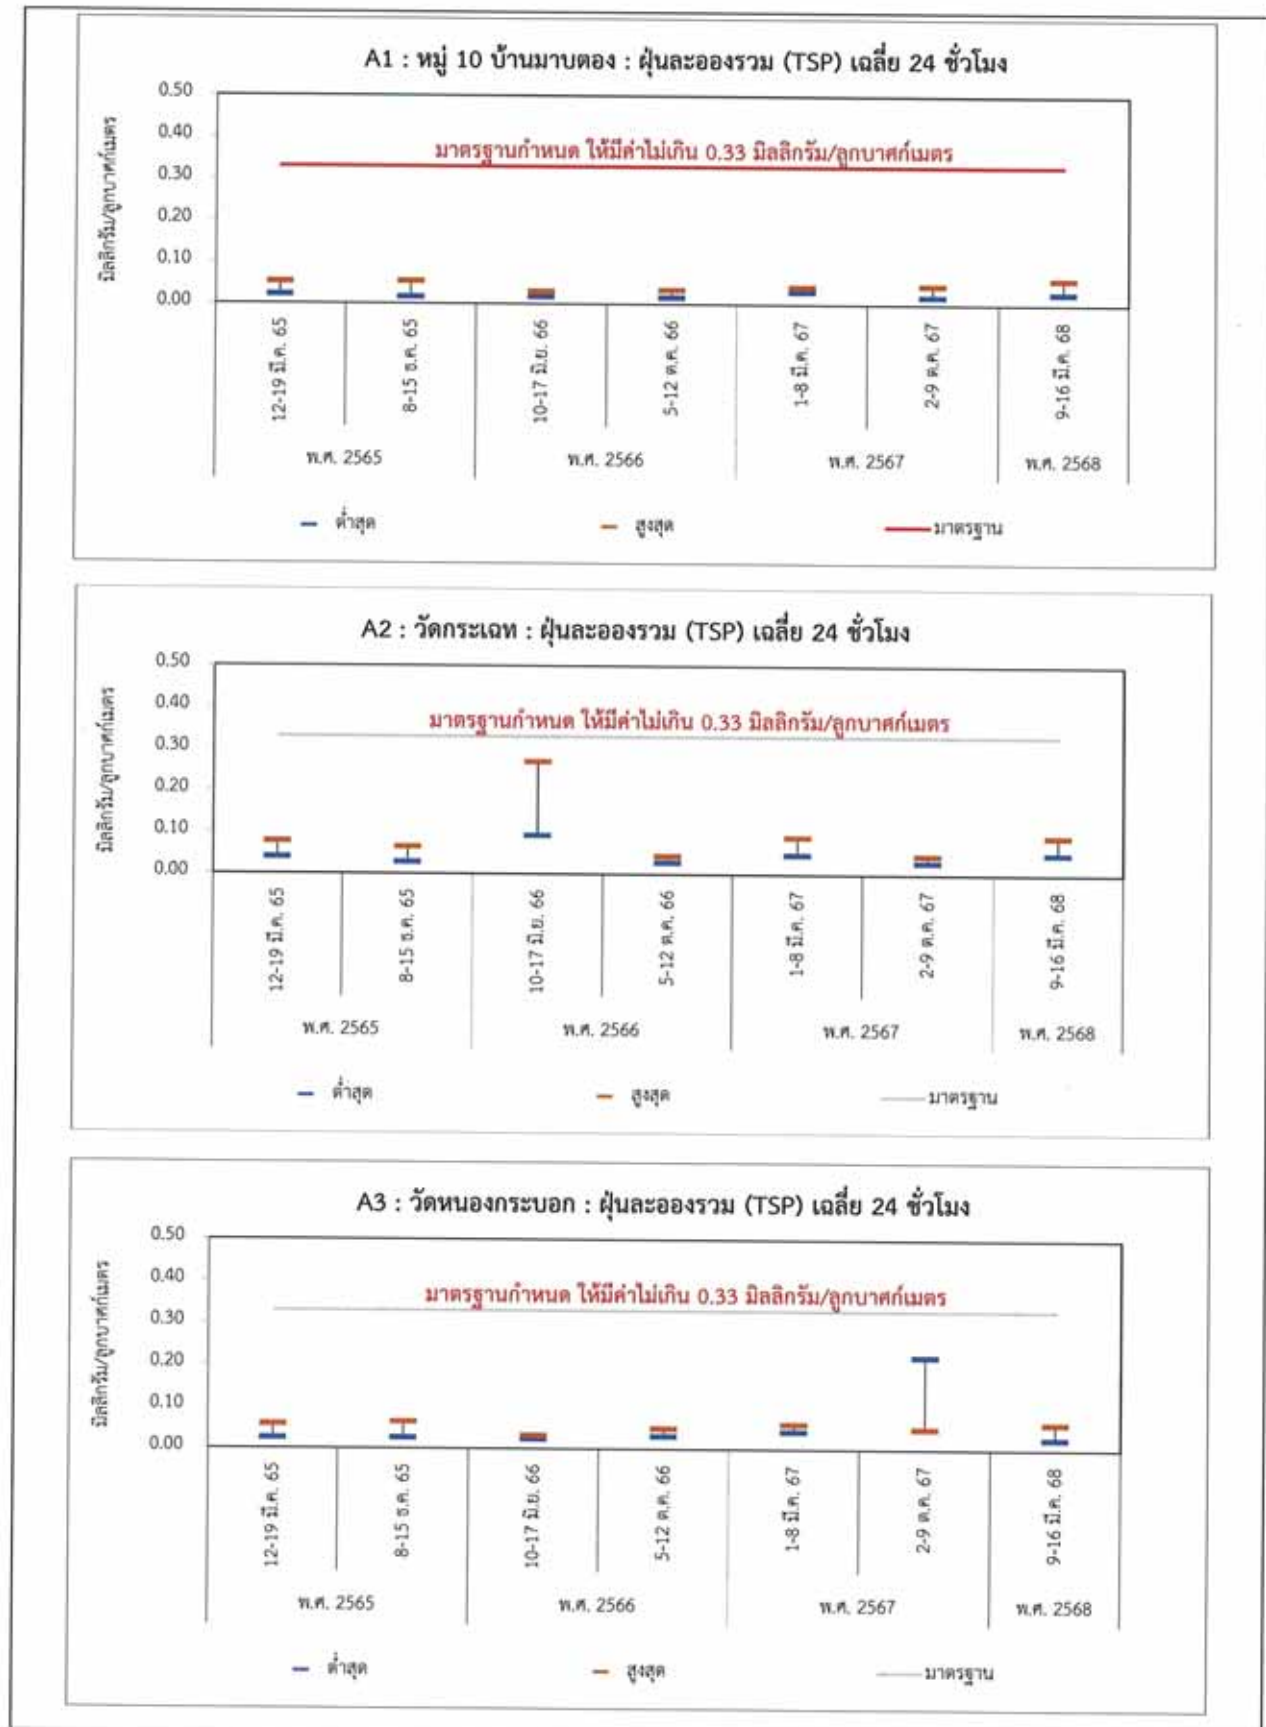 A1 : หมู่ 10 บ้านมาบตอง : ฝุ่นละอองรวม (TSP) เฉลี่ย 24 ชั่วโมง
มิลลิกรัม/ลูกบาศก์เมตร
0.50
0.40
0.30
0.20
0.10
0.00
มาตรฐานกำหนด ให้มีค่าไม่เกิน 0.33 มิลลิกรัม/ลูกบาศก์เมตร
12-19 มี.ค. 65
8-15 ธ.ค. 65
10-17 มิ.ย. 66
5-12 ต.ค. 66
1-8 มี.ค. 67
2-9 ต.ค. 67
9-16 มี.ค. 68
พ.ศ. 2565
พ.ศ. 2566
พ.ศ. 2567
พ.ศ. 2568
ต่ำสุด
สูงสุด
มาตรฐาน
A2 : วัดกระเฉท : ฝุ่นละอองรวม (TSP) เฉลี่ย 24 ชั่วโมง
มิลลิกรัม/ลูกบาศก์เมตร
0.50
0.40
0.30
0.20
0.10
0.00
มาตรฐานกำหนด ให้มีค่าไม่เกิน 0.33 มิลลิกรัม/ลูกบาศก์เมตร
12-19 มี.ค. 65
8-15 ธ.ค. 65
10-17 มิ.ย. 66
5-12 ต.ค. 66
1-8 มี.ค. 67
2-9 ต.ค. 67
9-16 มี.ค. 68
พ.ศ. 2565
พ.ศ. 2566
พ.ศ. 2567
พ.ศ. 2568
ต่ำสุด
สูงสุด
มาตรฐาน
A3 : วัดหนองกระบอก : ฝุ่นละอองรวม (TSP) เฉลี่ย 24 ชั่วโมง
มิลลิกรัม/ลูกบาศก์เมตร
0.50
0.40
0.30
0.20
0.10
0.00
มาตรฐานกำหนด ให้มีค่าไม่เกิน 0.33 มิลลิกรัม/ลูกบาศก์เมตร
12-19 มี.ค. 65
8-15 ธ.ค. 65
10-17 มิ.ย. 66
5-12 ต.ค. 66
1-8 มี.ค. 67
2-9 ต.ค. 67
9-16 มี.ค. 68
พ.ศ. 2565
พ.ศ. 2566
พ.ศ. 2567
พ.ศ. 2568
ต่ำสุด
สูงสุด
มาตรฐาน